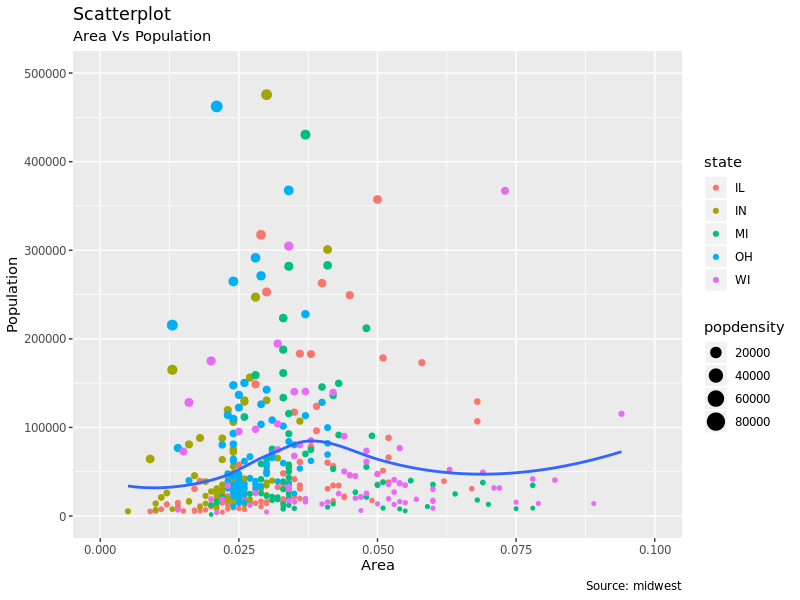 Scatterplot
Area Vs Population
500000
400000
300000
200000
100000
0
Population
0.000
0.025
0.050
0.075
0.100
Area
Source: midwest
state
IL
IN
MI
OH
WI
popdensity
20000
40000
60000
80000